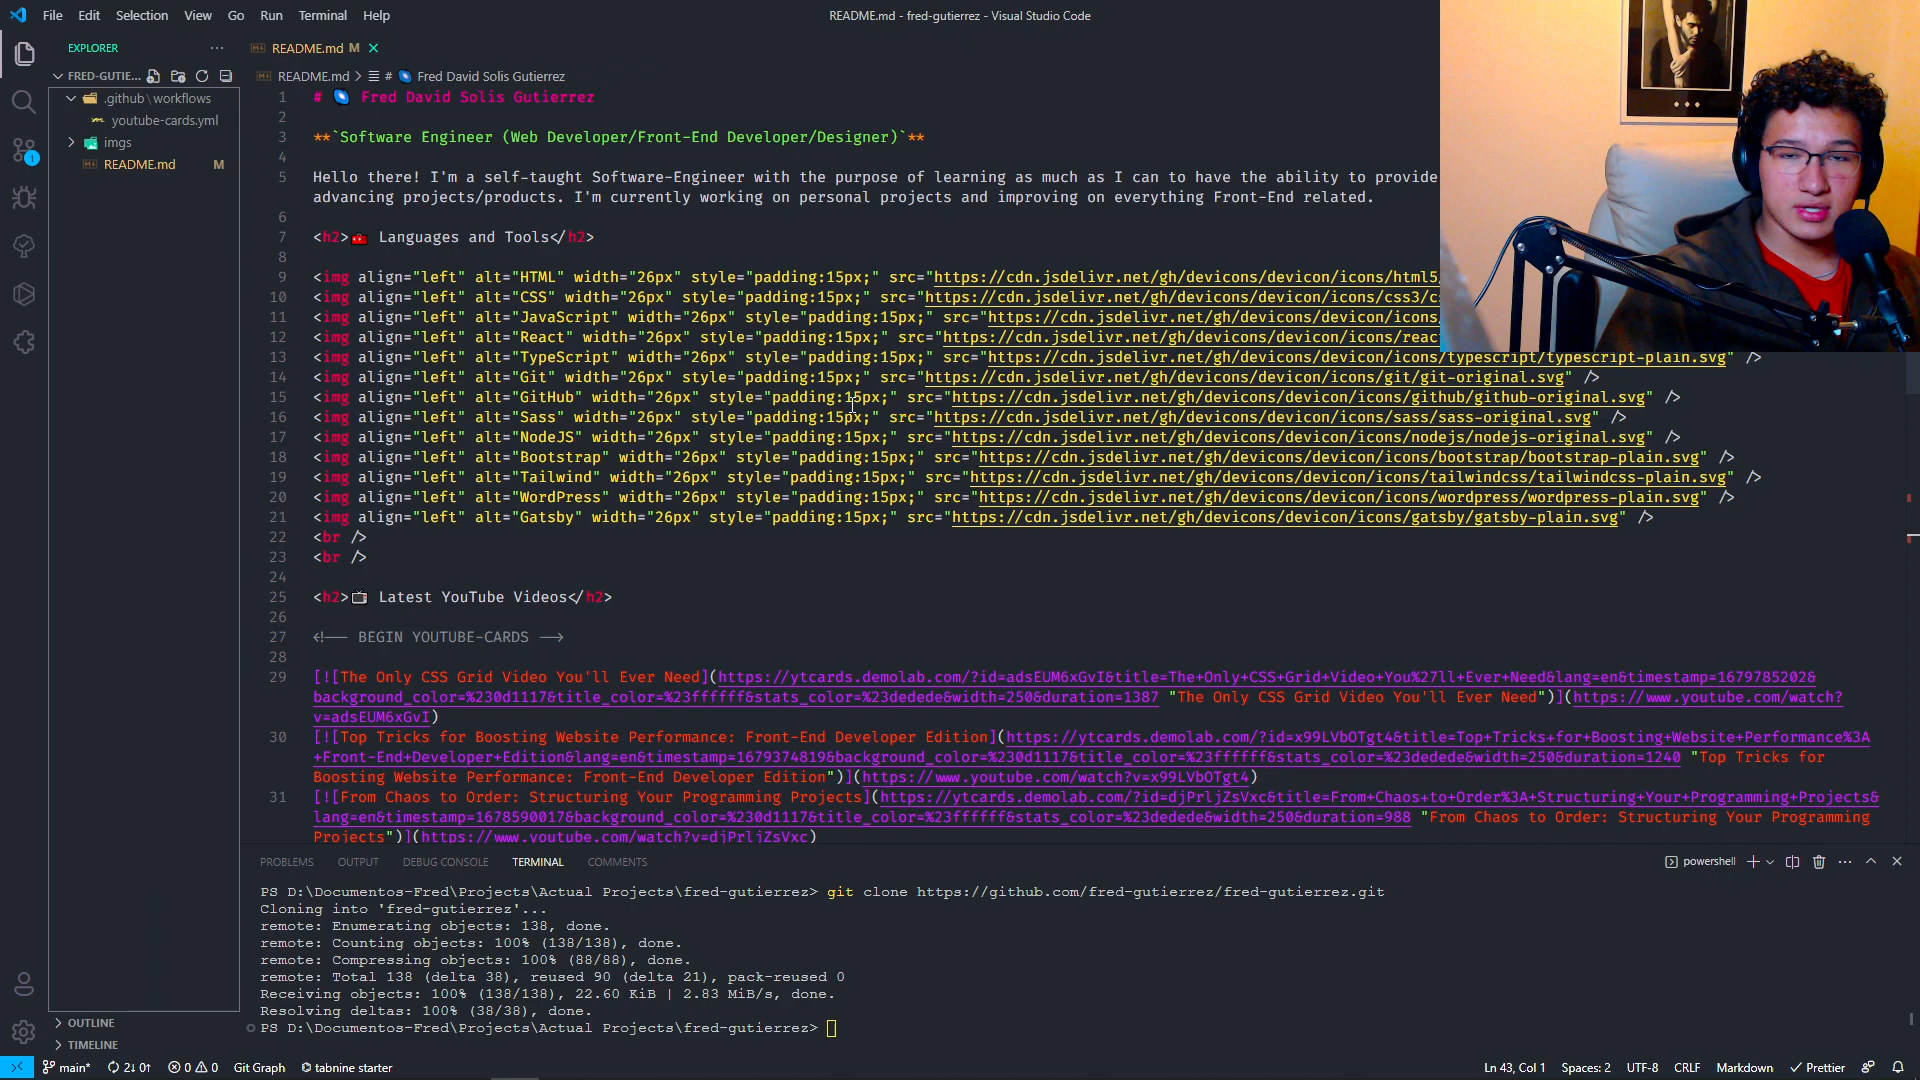 File Edit Selection View Go Run Terminal Help
README.md - fred-gutierrez - Visual Studio Code
EXPLORER
README.md M
FRED-GUTIE...
README.md > # Fred David Solis Gutierrez
.github\workflows
youtube-cards.yml
imgs
README.md M
1 # Fred David Solis Gutierrez
2
3 **`Software Engineer (Web Developer/Front-End Developer/Designer)`**
4
5 Hello there! I'm a self-taught Software-Engineer with the purpose of learning as much as I can to have the ability to provide
advancing projects/products. I'm currently working on personal projects and improving on everything Front-End related.
6
7 <h2> Languages and Tools</h2>
8
9 <img align="left" alt="HTML" width="26px" style="padding:15px;" src="https://cdn.jsdelivr.net/gh/devicons/devicon/icons/html5/
10 <img align="left" alt="CSS" width="26px" style="padding:15px;" src="https://cdn.jsdelivr.net/gh/devicons/devicon/icons/css3/c
11 <img align="left" alt="JavaScript" width="26px" style="padding:15px;" src="https://cdn.jsdelivr.net/gh/devicons/devicon/icons/
12 <img align="left" alt="React" width="26px" style="padding:15px;" src="https://cdn.jsdelivr.net/gh/devicons/devicon/icons/reac
13 <img align="left" alt="TypeScript" width="26px" style="padding:15px;" src="https://cdn.jsdelivr.net/gh/devicons/devicon/icons/typescript/typescript-plain.svg" />
14 <img align="left" alt="Git" width="26px" style="padding:15px;" src="https://cdn.jsdelivr.net/gh/devicons/devicon/icons/git/git-original.svg" />
15 <img align="left" alt="GitHub" width="26px" style="padding:15px;" src="https://cdn.jsdelivr.net/gh/devicons/devicon/icons/github/github-original.svg" />
16 <img align="left" alt="Sass" width="26px" style="padding:15px;" src="https://cdn.jsdelivr.net/gh/devicons/devicon/icons/sass/sass-original.svg" />
17 <img align="left" alt="NodeJS" width="26px" style="padding:15px;" src="https://cdn.jsdelivr.net/gh/devicons/devicon/icons/nodejs/nodejs-original.svg" />
18 <img align="left" alt="Bootstrap" width="26px" style="padding:15px;" src="https://cdn.jsdelivr.net/gh/devicons/devicon/icons/bootstrap/bootstrap-plain.svg" />
19 <img align="left" alt="Tailwind" width="26px" style="padding:15px;" src="https://cdn.jsdelivr.net/gh/devicons/devicon/icons/tailwindcss/tailwindcss-plain.svg" />
20 <img align="left" alt="WordPress" width="26px" style="padding:15px;" src="https://cdn.jsdelivr.net/gh/devicons/devicon/icons/wordpress/wordpress-plain.svg" />
21 <img align="left" alt="Gatsby" width="26px" style="padding:15px;" src="https://cdn.jsdelivr.net/gh/devicons/devicon/icons/gatsby/gatsby-plain.svg" />
22 <br />
23 <br />
24
25 <h2> Latest YouTube Videos</h2>
26
27 <!-- BEGIN YOUTUBE-CARDS -->
28
29 [![The Only CSS Grid Video You'll Ever Need](https://ytcards.demolab.com/?id=adsEUM6xGvI&title=The+Only+CSS+Grid+Video+You%27ll+Ever+Need&lang=en&timestamp=1679785202&
background_color=%230d1117&title_color=%23ffffff&stats_color=%23dedede&width=250&duration=1387 "The Only CSS Grid Video You'll Ever Need")](https://www.youtube.com/watch?
v=adsEUM6xGvI)
30 [![Top Tricks for Boosting Website Performance: Front-End Developer Edition](https://ytcards.demolab.com/?id=x99LVbOTgt4&title=Top+Tricks+for+Boosting+Website+Performance%3A
+Front-End+Developer+Edition&lang=en&timestamp=1679374819&background_color=%230d1117&title_color=%23ffffff&stats_color=%23dedede&width=250&duration=1240 "Top Tricks for
Boosting Website Performance: Front-End Developer Edition")](https://www.youtube.com/watch?v=x99LVbOTgt4)
31 [![From Chaos to Order: Structuring Your Programming Projects](https://ytcards.demolab.com/?id=djPrljZsVxc&title=From+Chaos+to+Order%3A+Structuring+Your+Programming+Projects&
lang=en&timestamp=1678590017&background_color=%230d1117&title_color=%23ffffff&stats_color=%23dedede&width=250&duration=988 "From Chaos to Order: Structuring Your Programming
Projects")](https://www.youtube.com/watch?v=djPrljZsVxc)
PROBLEMS OUTPUT DEBUG CONSOLE TERMINAL COMMENTS
powershell
PS D:\Documentos-Fred\Projects\Actual Projects\fred-gutierrez> git clone https://github.com/fred-gutierrez/fred-gutierrez.git
Cloning into 'fred-gutierrez'...
remote: Enumerating objects: 138, done.
remote: Counting objects: 100% (138/138), done.
remote: Compressing objects: 100% (88/88), done.
remote: Total 138 (delta 38), reused 90 (delta 21), pack-reused 0
Receiving objects: 100% (138/138), 22.60 KiB | 2.83 MiB/s, done.
Resolving deltas: 100% (38/38), done.
PS D:\Documentos-Fred\Projects\Actual Projects\fred-gutierrez>
OUTLINE
TIMELINE
main* 2↓ 0↑ 0 0 Git Graph tabnine starter
Ln 43, Col 1 Spaces: 2 UTF-8 CRLF Markdown Prettier